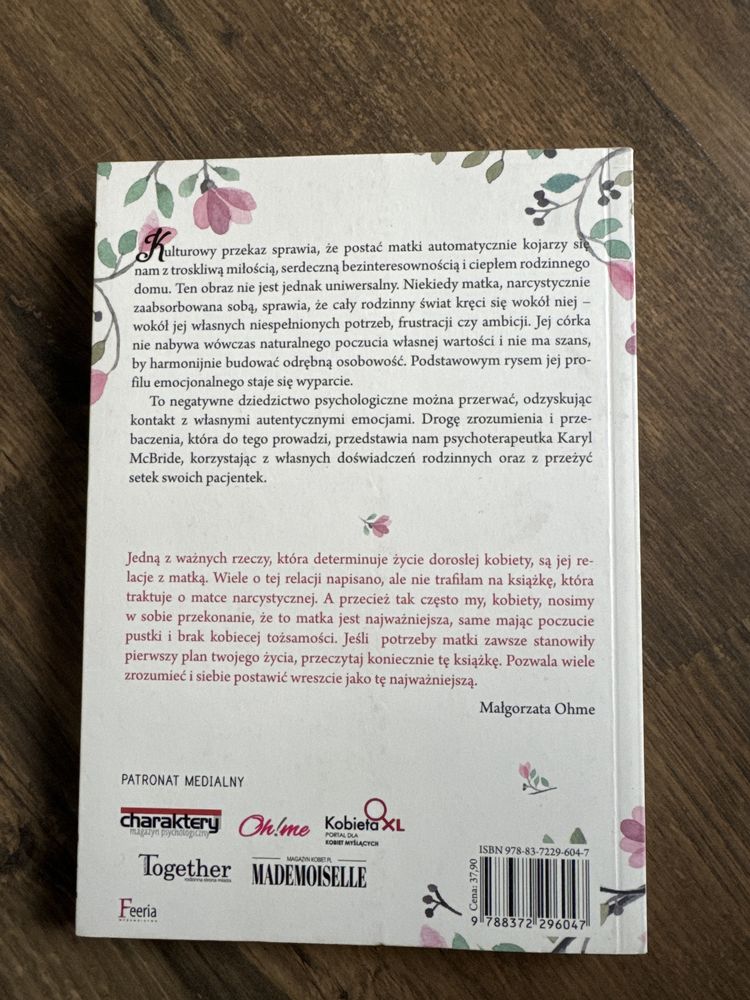 Kulturowy przekaz sprawia, że postać matki automatycznie kojarzy się
nam z troskliwą miłością, serdeczną bezinteresownością i ciepłem rodzinnego
domu. Ten obraz nie jest jednak uniwersalny. Niekiedy matka, narcystycznie
zaabsorbowana sobą, sprawia, że cały rodzinny świat kręci się wokół niej –
wokół jej własnych niespełnionych potrzeb, frustracji czy ambicji. Jej córka
nie nabywa wówczas naturalnego poczucia własnej wartości i nie ma szans,
by harmonijnie budować odrębną osobowość. Podstawowym rysem jej pro-
filu emocjonalnego staje się wyparcie.
To negatywne dziedzictwo psychologiczne można przerwać, odzyskując
kontakt z własnymi autentycznymi emocjami. Drogę zrozumienia i prze-
baczenia, która do tego prowadzi, przedstawia nam psychoterapeutka Karyl
McBride, korzystając z własnych doświadczeń rodzinnych oraz z przeżyć
setek swoich pacjentek.
Jedną z ważnych rzeczy, która determinuje życie dorosłej kobiety, są jej re-
lacje z matką. Wiele o tej relacji napisano, ale nie trafiłam na książkę, która
traktuje o matce narcystycznej. A przecież tak często my, kobiety, nosimy
w sobie przekonanie, że to matka jest najważniejsza, same mając poczucie
pustki i brak kobiecej tożsamości. Jeśli potrzeby matki zawsze stanowiły
pierwszy plan twojego życia, przeczytaj koniecznie tę książkę. Pozwala wiele
zrozumieć i siebie postawić wreszcie jako tę najważniejszą.
Małgorzata Ohme
PATRONAT MEDIALNY
charaktery
magazyn psychologiczny
Oh!me
Kobieta XL
PORTAL DLA
KOBIET MYŚLĄCYCH
Together
rodzinna strona miasta
MAGAZYN KOBIET.PL
MADEMOISELLE
Feeria
WYDAWNICTWO
ISBN 978-83-7229-604-7
Cena: 37,90
9 788372 296047